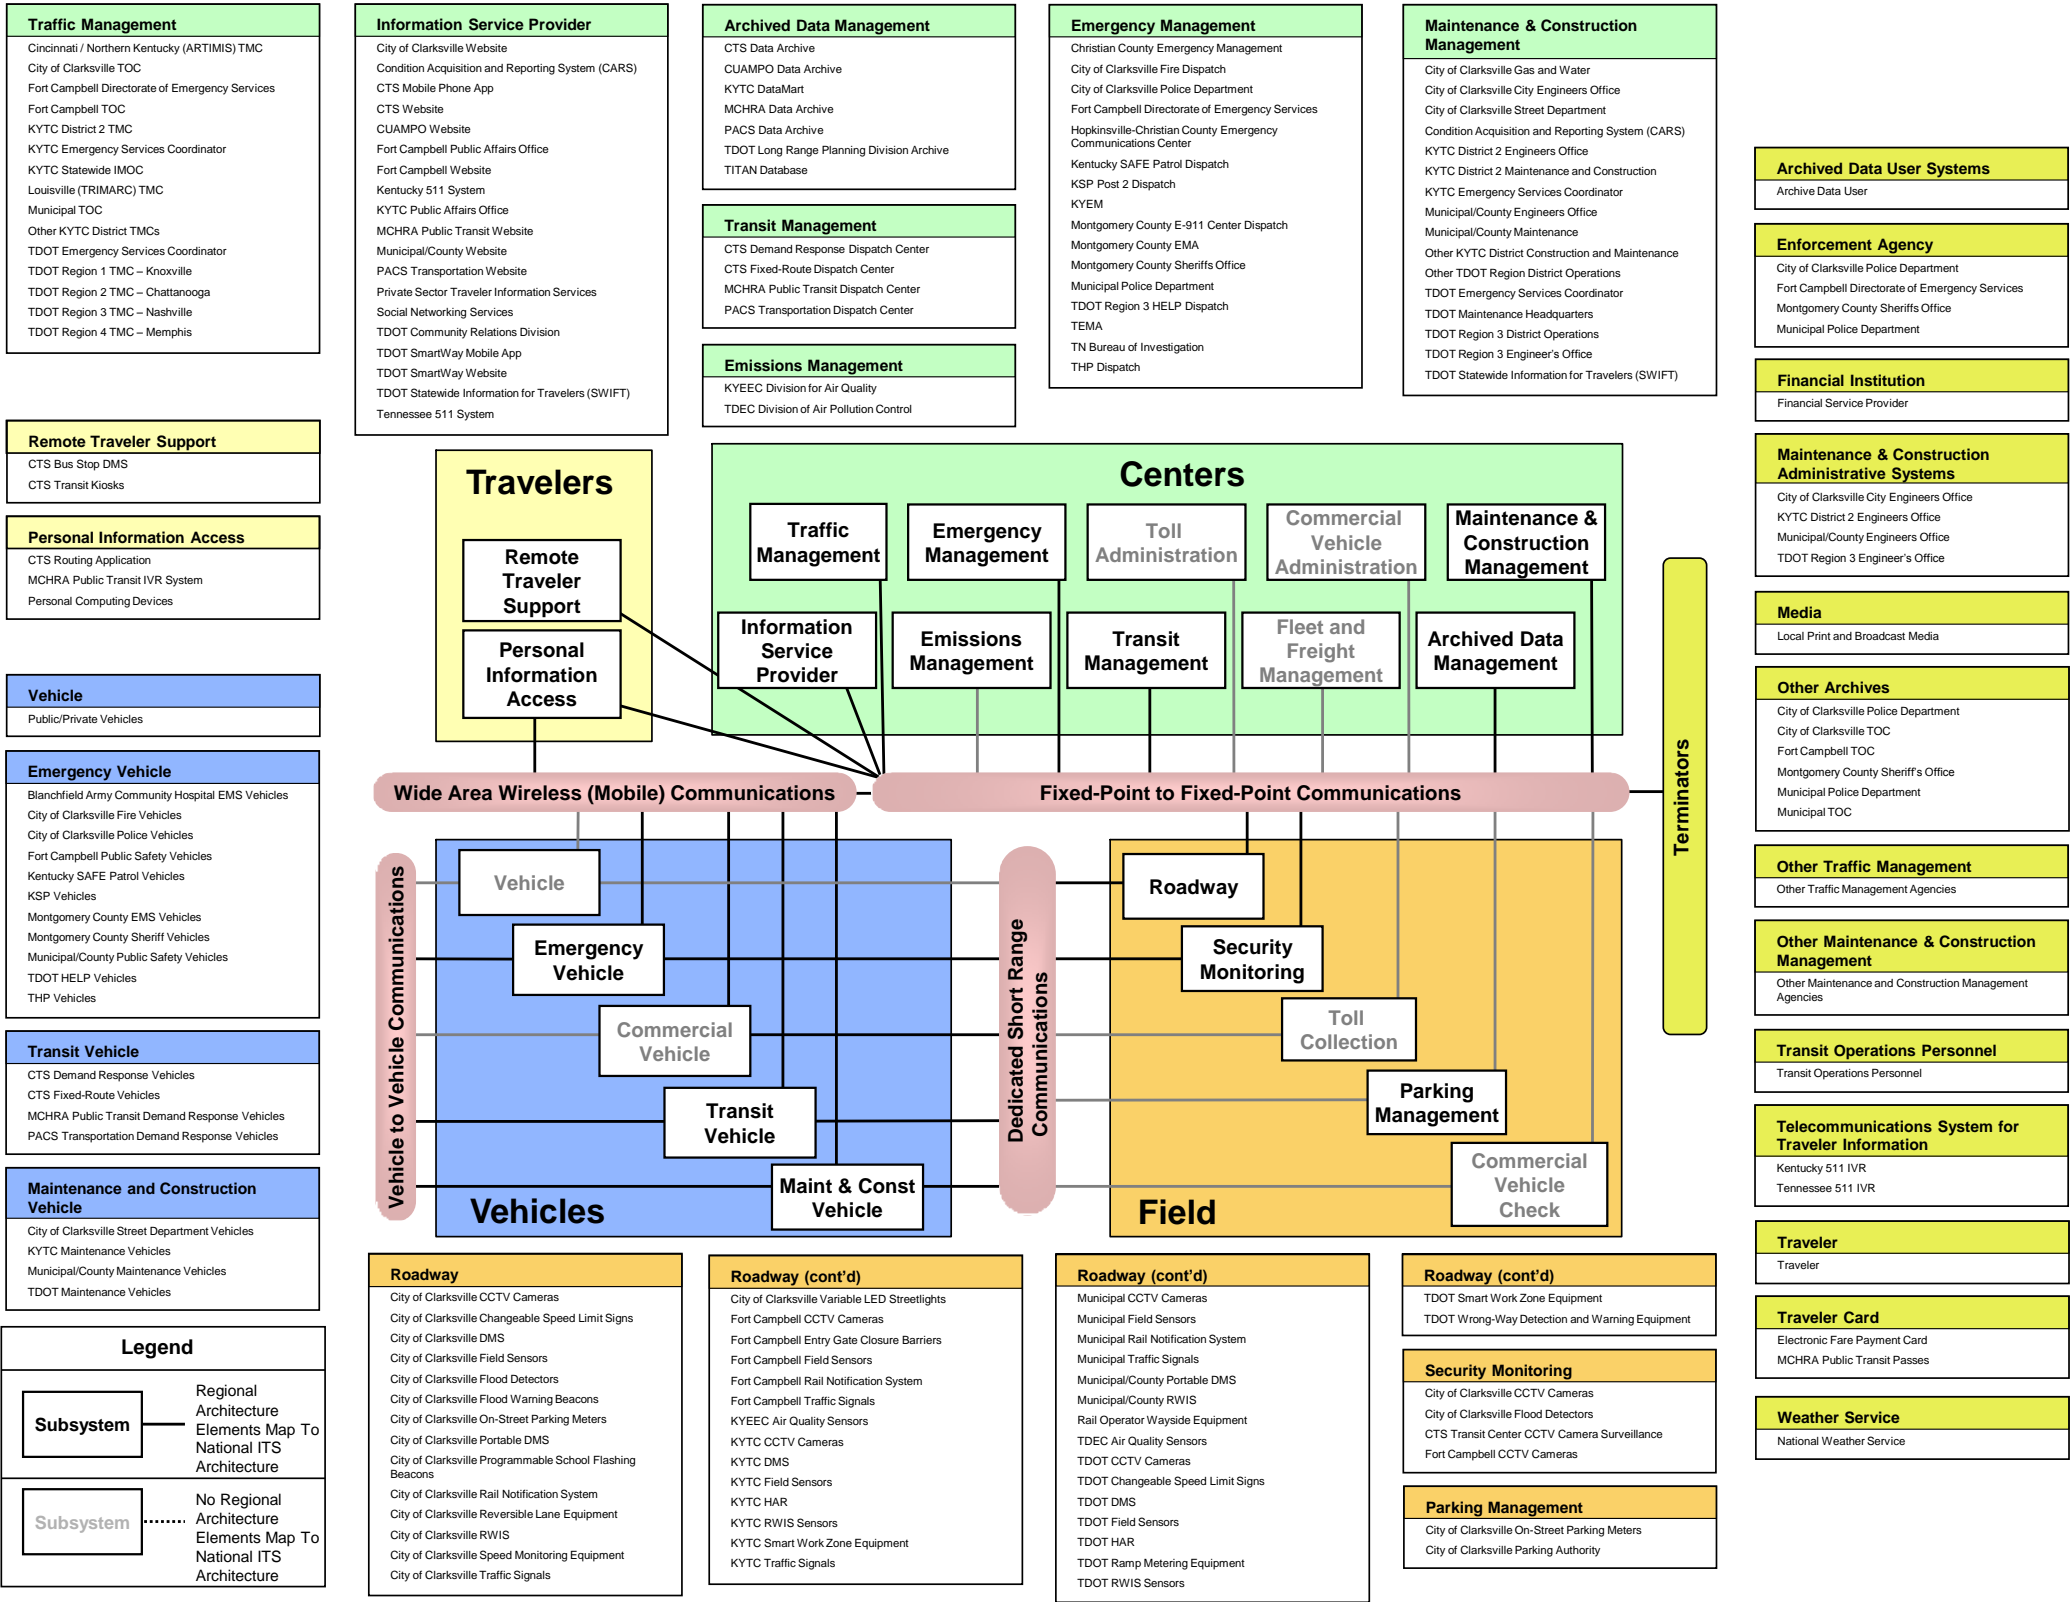 Traffic Management
Cincinnati / Northern Kentucky (ARTIMIS) TMC
City of Clarksville TOC
Fort Campbell Directorate of Emergency Services
Fort Campbell TOC
KYTC District 2 TMC
KYTC Emergency Services Coordinator
KYTC Statewide IMOC
Louisville (TRIMARC) TMC
Municipal TOC
Other KYTC District TMCs
TDOT Emergency Services Coordinator
TDOT Region 1 TMC – Knoxville
TDOT Region 2 TMC – Chattanooga
TDOT Region 3 TMC – Nashville
TDOT Region 4 TMC – Memphis
Information Service Provider
City of Clarksville Website
Condition Acquisition and Reporting System (CARS)
CTS Mobile Phone App
CTS Website
CUAMPO Website
Fort Campbell Public Affairs Office
Fort Campbell Website
Kentucky 511 System
KYTC Public Affairs Office
MCHRA Public Transit Website
Municipal/County Website
PACS Transportation Website
Private Sector Traveler Information Services
Social Networking Services
TDOT Community Relations Division
TDOT SmartWay Mobile App
TDOT SmartWay Website
TDOT Statewide Information for Travelers (SWIFT)
Tennessee 511 System
Archived Data Management
CTS Data Archive
CUAMPO Data Archive
KYTC DataMart
MCHRA Data Archive
PACS Data Archive
TDOT Long Range Planning Division Archive
TITAN Database
Transit Management
CTS Demand Response Dispatch Center
CTS Fixed-Route Dispatch Center
MCHRA Public Transit Dispatch Center
PACS Transportation Dispatch Center
Emissions Management
KYEEC Division for Air Quality
TDEC Division of Air Pollution Control
Emergency Management
Christian County Emergency Management
City of Clarksville Fire Dispatch
City of Clarksville Police Department
Fort Campbell Directorate of Emergency Services
Hopkinsville-Christian County Emergency
Communications Center
Kentucky SAFE Patrol Dispatch
KSP Post 2 Dispatch
KYEM
Montgomery County E-911 Center Dispatch
Montgomery County EMA
Montgomery County Sheriffs Office
Municipal Police Department
TDOT Region 3 HELP Dispatch
TEMA
TN Bureau of Investigation
THP Dispatch
Maintenance & Construction
Management
City of Clarksville Gas and Water
City of Clarksville City Engineers Office
City of Clarksville Street Department
Condition Acquisition and Reporting System (CARS)
KYTC District 2 Engineers Office
KYTC District 2 Maintenance and Construction
KYTC Emergency Services Coordinator
Municipal/County Engineers Office
Municipal/County Maintenance
Other KYTC District Construction and Maintenance
Other TDOT Region District Operations
TDOT Emergency Services Coordinator
TDOT Maintenance Headquarters
TDOT Region 3 District Operations
TDOT Region 3 Engineer's Office
TDOT Statewide Information for Travelers (SWIFT)
Archived Data User Systems
Archive Data User
Enforcement Agency
City of Clarksville Police Department
Fort Campbell Directorate of Emergency Services
Montgomery County Sheriffs Office
Municipal Police Department
Financial Institution
Financial Service Provider
Maintenance & Construction
Administrative Systems
City of Clarksville City Engineers Office
KYTC District 2 Engineers Office
Municipal/County Engineers Office
TDOT Region 3 Engineer's Office
Media
Local Print and Broadcast Media
Other Archives
City of Clarksville Police Department
City of Clarksville TOC
Fort Campbell TOC
Montgomery County Sheriff's Office
Municipal Police Department
Municipal TOC
Other Traffic Management
Other Traffic Management Agencies
Other Maintenance & Construction
Management
Other Maintenance and Construction Management
Agencies
Transit Operations Personnel
Transit Operations Personnel
Telecommunications System for
Traveler Information
Kentucky 511 IVR
Tennessee 511 IVR
Traveler
Traveler
Traveler Card
Electronic Fare Payment Card
MCHRA Public Transit Passes
Weather Service
National Weather Service
Remote Traveler Support
CTS Bus Stop DMS
CTS Transit Kiosks
Personal Information Access
CTS Routing Application
MCHRA Public Transit IVR System
Personal Computing Devices
Vehicle
Public/Private Vehicles
Emergency Vehicle
Blanchfield Army Community Hospital EMS Vehicles
City of Clarksville Fire Vehicles
City of Clarksville Police Vehicles
Fort Campbell Public Safety Vehicles
Kentucky SAFE Patrol Vehicles
KSP Vehicles
Montgomery County EMS Vehicles
Montgomery County Sheriff Vehicles
Municipal/County Public Safety Vehicles
TDOT HELP Vehicles
THP Vehicles
Transit Vehicle
CTS Demand Response Vehicles
CTS Fixed-Route Vehicles
MCHRA Public Transit Demand Response Vehicles
PACS Transportation Demand Response Vehicles
Maintenance and Construction
Vehicle
City of Clarksville Street Department Vehicles
KYTC Maintenance Vehicles
Municipal/County Maintenance Vehicles
TDOT Maintenance Vehicles
Travelers
Remote
Traveler
Support
Personal
Information
Access
Centers
Traffic
Management
Emergency
Management
Toll
Administration
Commercial
Vehicle
Administration
Maintenance &
Construction
Management
Information
Service
Provider
Emissions
Management
Transit
Management
Fleet and
Freight
Management
Archived Data
Management
Terminators
Wide Area Wireless (Mobile) Communications
Fixed-Point to Fixed-Point Communications
Vehicle to Vehicle Communications
Vehicle
Emergency
Vehicle
Commercial
Vehicle
Transit
Vehicle
Maint & Const
Vehicle
Vehicles
Dedicated Short Range
Communications
Roadway
Security
Monitoring
Toll
Collection
Parking
Management
Commercial
Vehicle
Check
Field
Legend
Subsystem
Regional
Architecture
Elements Map To
National ITS
Architecture
Subsystem
No Regional
Architecture
Elements Map To
National ITS
Architecture
Roadway
City of Clarksville CCTV Cameras
City of Clarksville Changeable Speed Limit Signs
City of Clarksville DMS
City of Clarksville Field Sensors
City of Clarksville Flood Detectors
City of Clarksville Flood Warning Beacons
City of Clarksville On-Street Parking Meters
City of Clarksville Portable DMS
City of Clarksville Programmable School Flashing
Beacons
City of Clarksville Rail Notification System
City of Clarksville Reversible Lane Equipment
City of Clarksville RWIS
City of Clarksville Speed Monitoring Equipment
City of Clarksville Traffic Signals
Roadway (cont’d)
City of Clarksville Variable LED Streetlights
Fort Campbell CCTV Cameras
Fort Campbell Entry Gate Closure Barriers
Fort Campbell Field Sensors
Fort Campbell Rail Notification System
Fort Campbell Traffic Signals
KYEEC Air Quality Sensors
KYTC CCTV Cameras
KYTC DMS
KYTC Field Sensors
KYTC HAR
KYTC RWIS Sensors
KYTC Smart Work Zone Equipment
KYTC Traffic Signals
Roadway (cont’d)
Municipal CCTV Cameras
Municipal Field Sensors
Municipal Rail Notification System
Municipal Traffic Signals
Municipal/County Portable DMS
Municipal/County RWIS
Rail Operator Wayside Equipment
TDEC Air Quality Sensors
TDOT CCTV Cameras
TDOT Changeable Speed Limit Signs
TDOT DMS
TDOT Field Sensors
TDOT HAR
TDOT Ramp Metering Equipment
TDOT RWIS Sensors
Roadway (cont’d)
TDOT Smart Work Zone Equipment
TDOT Wrong-Way Detection and Warning Equipment
Security Monitoring
City of Clarksville CCTV Cameras
City of Clarksville Flood Detectors
CTS Transit Center CCTV Camera Surveillance
Fort Campbell CCTV Cameras
Parking Management
City of Clarksville On-Street Parking Meters
City of Clarksville Parking Authority